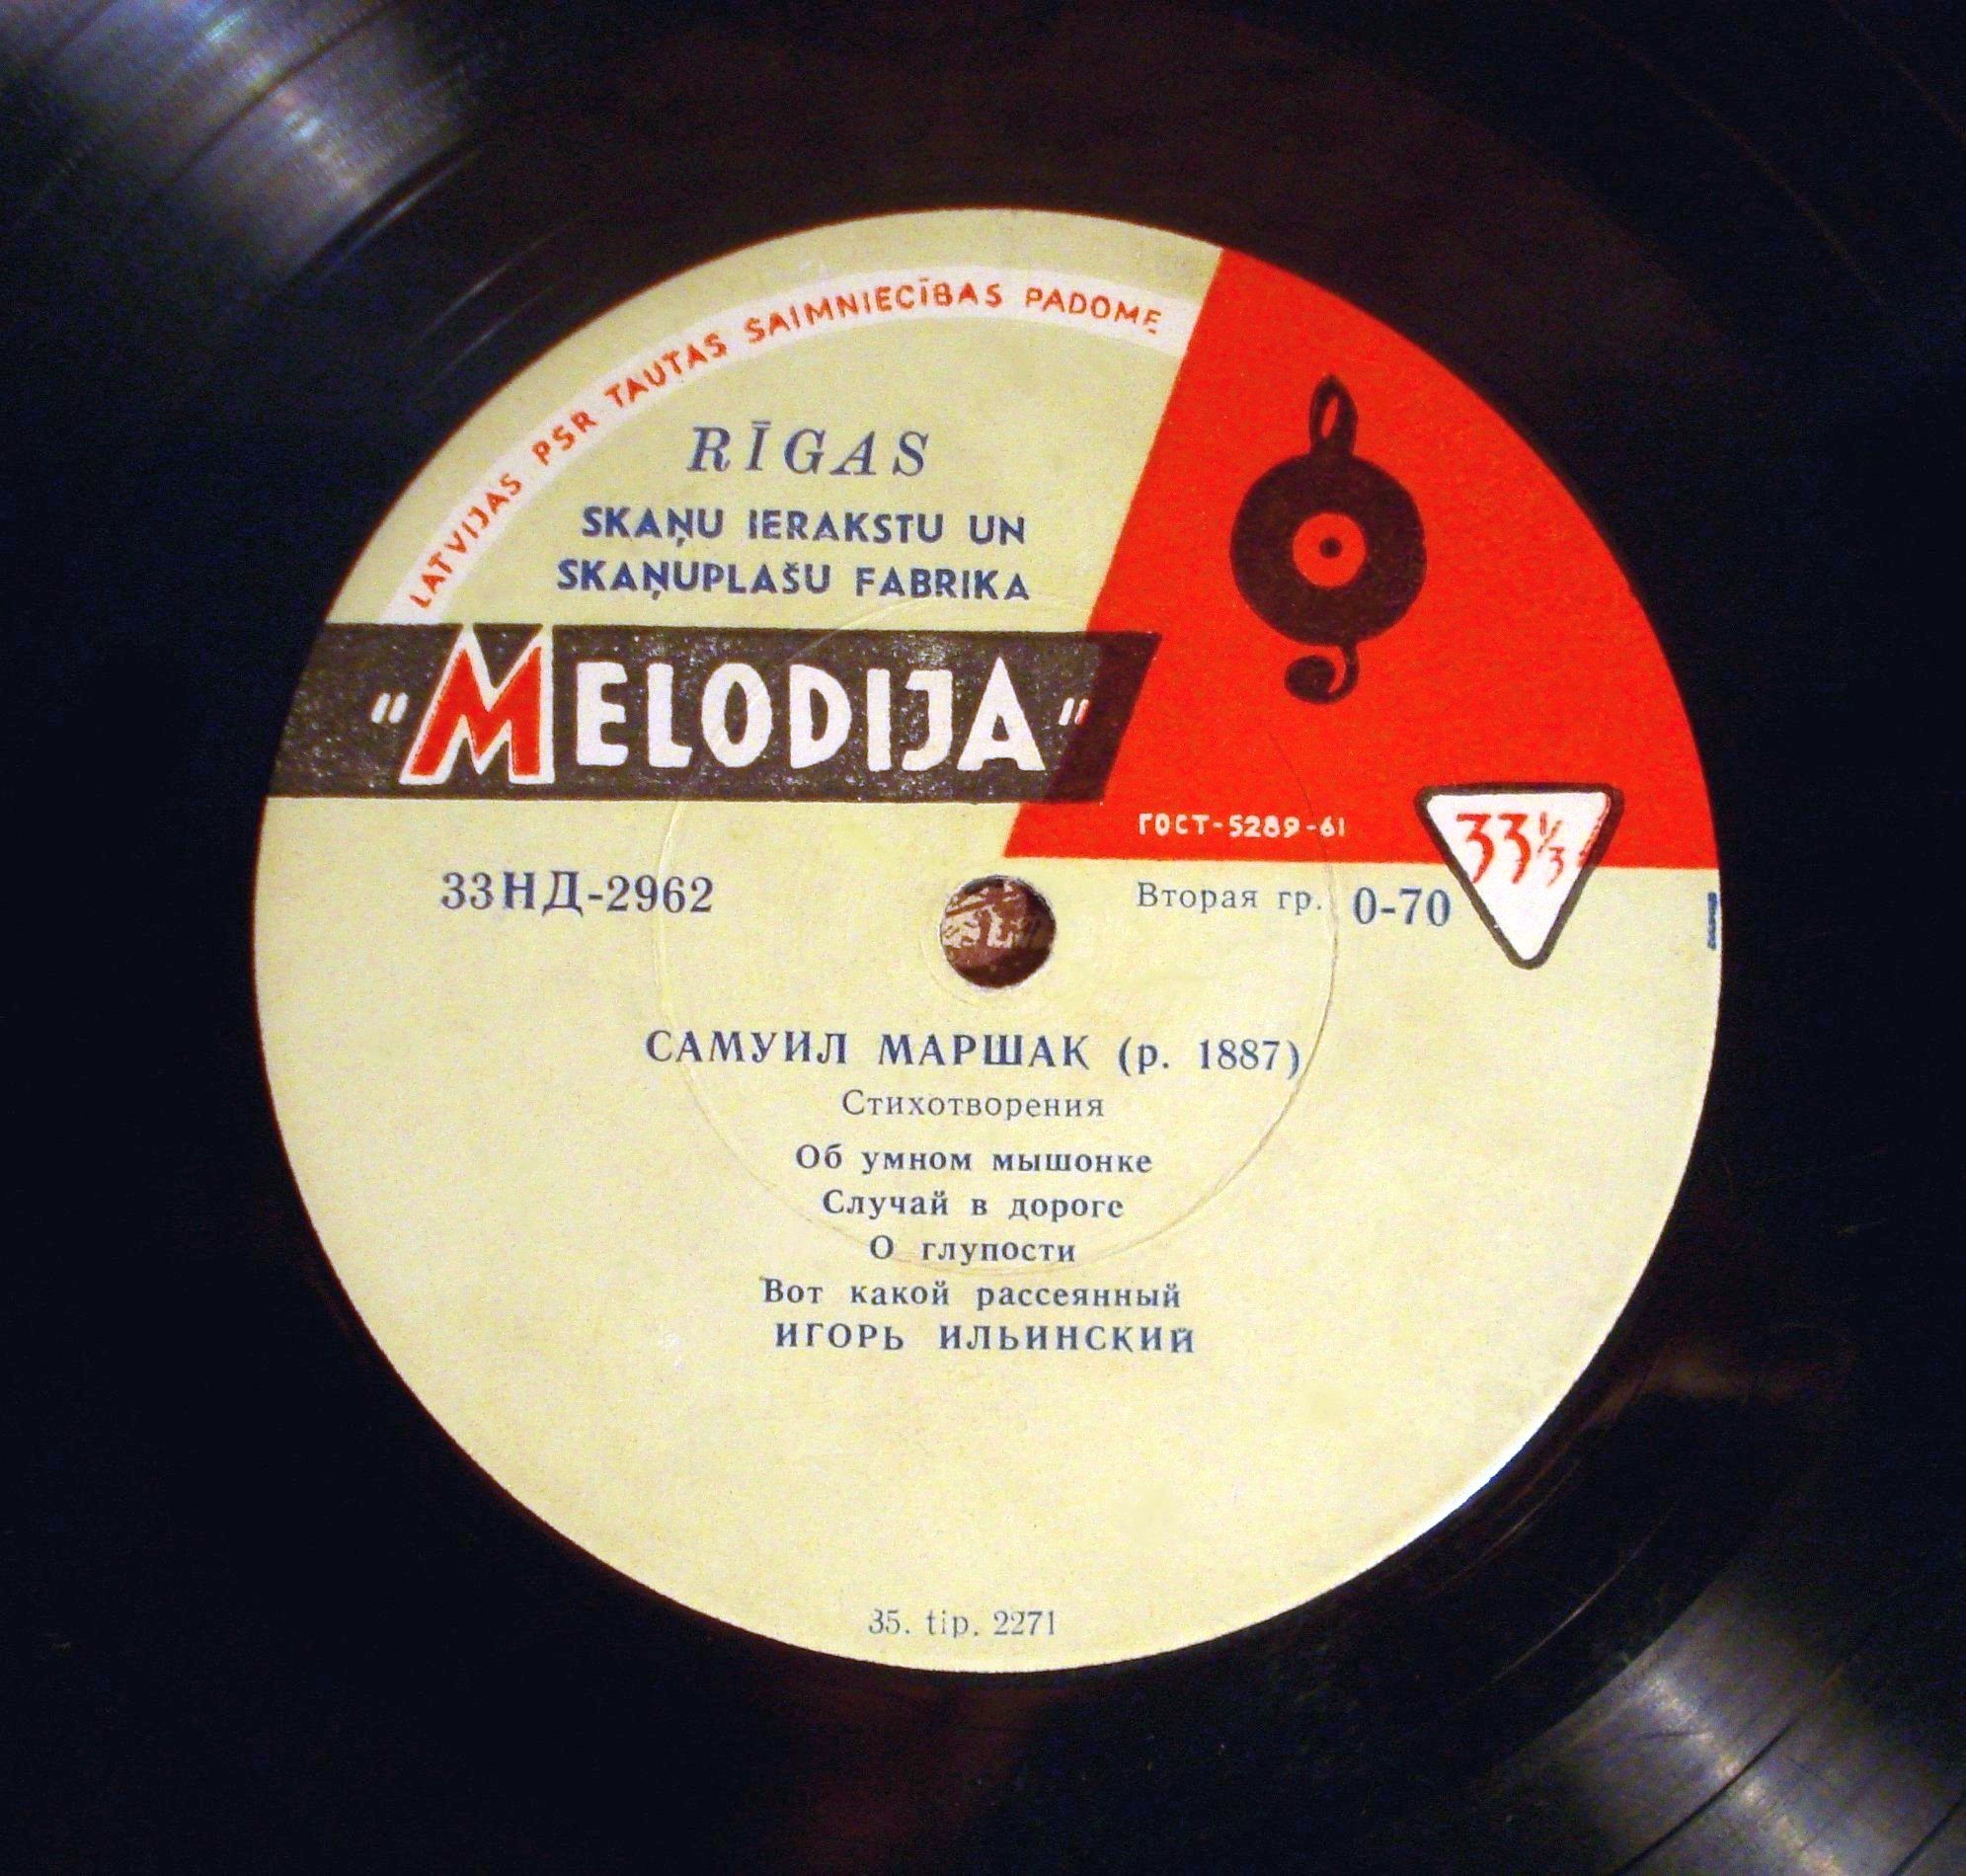 LATVIJAS PSR TAUTAS SAIMNIECĪBAS PADOME
RĪGAS
SKAŅU IERAKSTU UN
SKAŅUPLAŠU FABRIKA
"MELODIJA"
ГОСТ-5289-61
33⅓
33НД-2962
Вторая гр. 0-70
САМУИЛ МАРШАК (р. 1887)
Стихотворения
Об умном мышонке
Случай в дороге
О глупости
Вот какой рассеянный
ИГОРЬ ИЛЬИНСКИЙ
35. tip. 2271